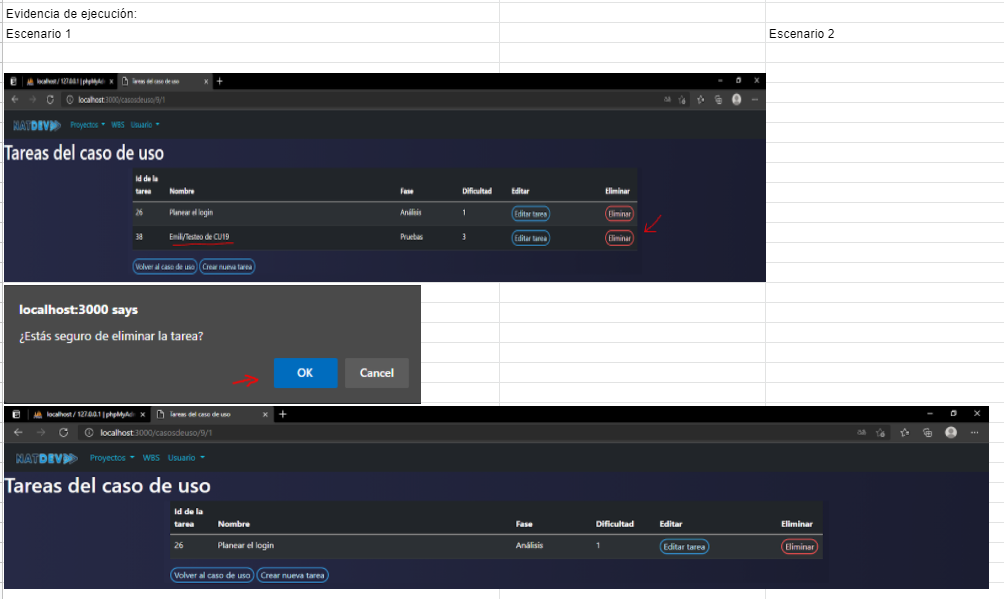 Evidencia de ejecución:
Escenario 1 Escenario 2
localhost / 127.0.0.1 | phpMyAd Tareas del caso de uso
localhost:3000/casosdeuso/9/1
NATDEV Proyectos WBS Usuario
Tareas del caso de uso
Id de la tarea Nombre Fase Dificultad Editar Eliminar
26 Planear el login Análisis 1 Editar tarea Eliminar
38 Emili/Testeo de CU19 Pruebas 3 Editar tarea Eliminar
Volver al caso de uso Crear nueva tarea
localhost:3000 says
¿Estás seguro de eliminar la tarea?
OK Cancel
localhost / 127.0.0.1 | phpMyAd Tareas del caso de uso
localhost:3000/casosdeuso/9/1
NATDEV Proyectos WBS Usuario
Tareas del caso de uso
Id de la tarea Nombre Fase Dificultad Editar Eliminar
26 Planear el login Análisis 1 Editar tarea Eliminar
Volver al caso de uso Crear nueva tarea